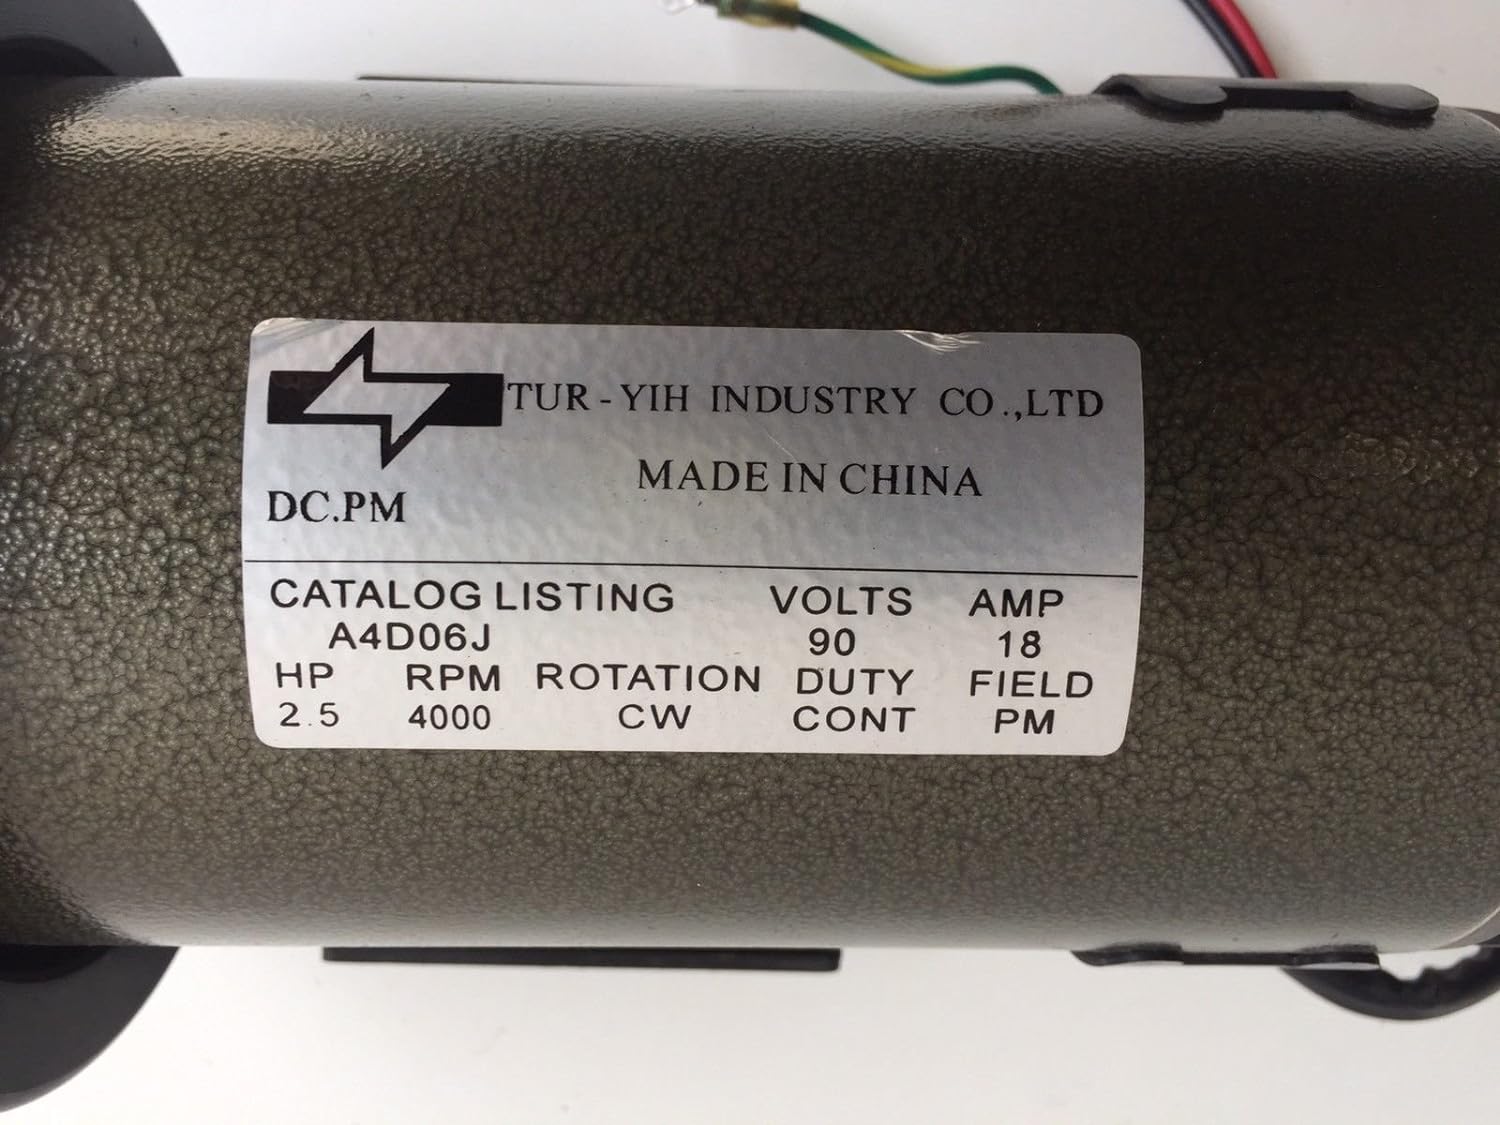 TUR-YIH INDUSTRY CO.,LTD
MADE IN CHINA
DC.PM
CATALOG LISTING VOLTS AMP
A4D06J 90 18
HP RPM ROTATION DUTY FIELD
2.5 4000 CW CONT PM